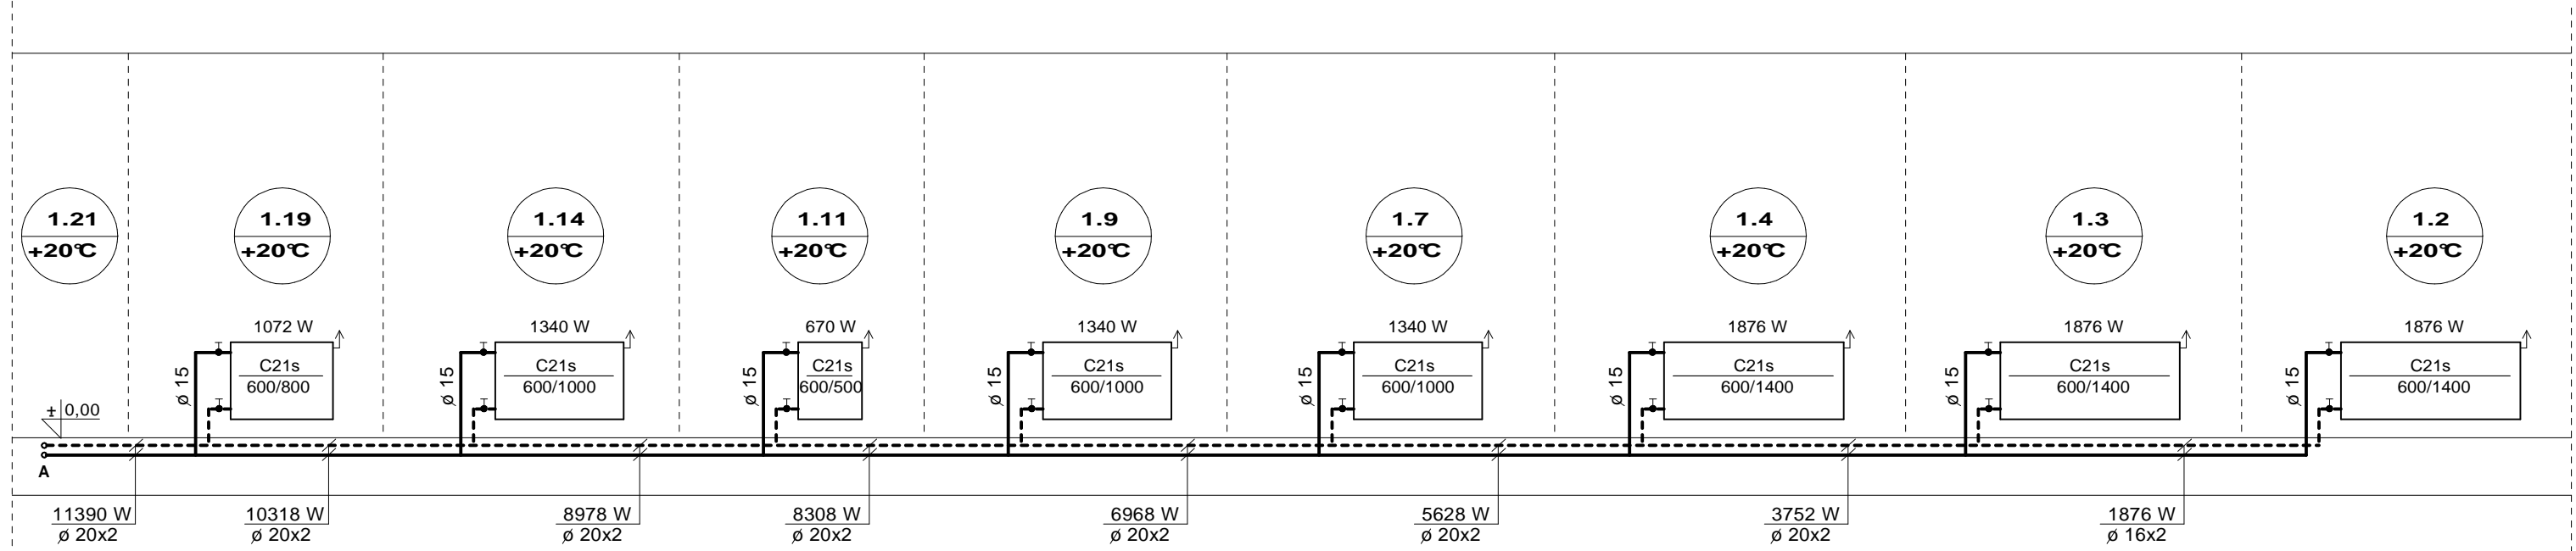 1.21
+20°C
1.19
+20°C
1.14
+20°C
1.11
+20°C
1.9
+20°C
1.7
+20°C
1.4
+20°C
1.3
+20°C
1.2
+20°C
1072 W
1340 W
670 W
1340 W
1340 W
1876 W
1876 W
1876 W
ø 15
C21s
600/800
ø 15
C21s
600/1000
ø 15
C21s
600/500
ø 15
C21s
600/1000
ø 15
C21s
600/1000
ø 15
C21s
600/1400
ø 15
C21s
600/1400
ø 15
C21s
600/1400
± 0,00
A
11390 W
ø 20x2
10318 W
ø 20x2
8978 W
ø 20x2
8308 W
ø 20x2
6968 W
ø 20x2
5628 W
ø 20x2
3752 W
ø 20x2
1876 W
ø 16x2